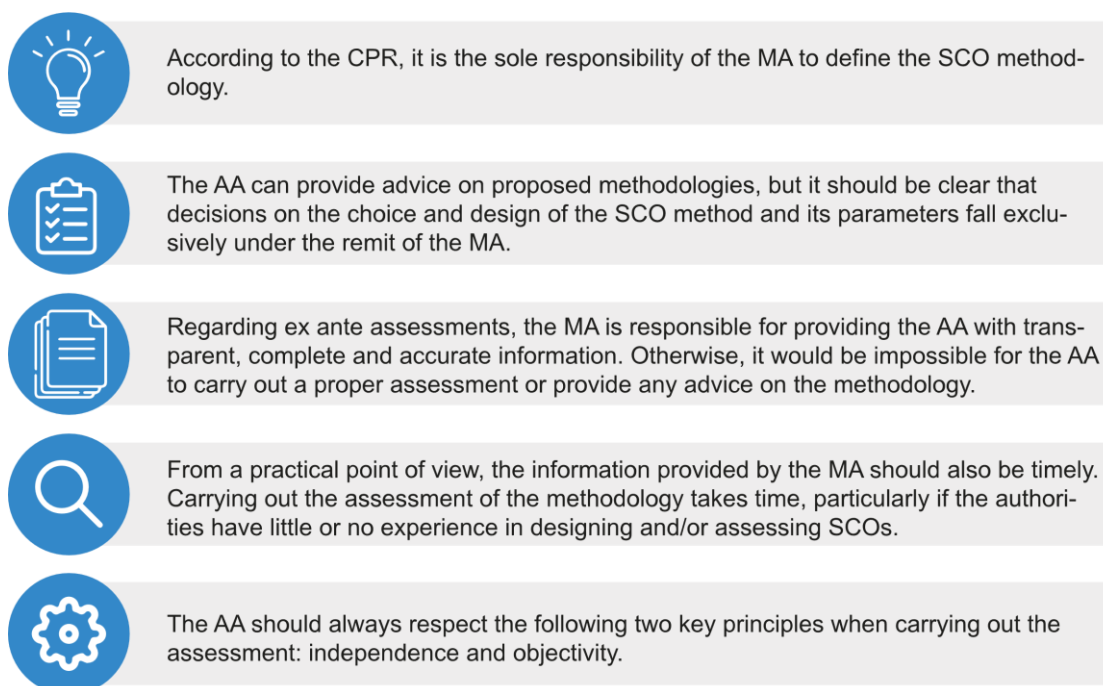 According to the CPR, it is the sole responsibility of the MA to define the SCO method-
ology.
The AA can provide advice on proposed methodologies, but it should be clear that
decisions on the choice and design of the SCO method and its parameters fall exclu-
sively under the remit of the MA.
Regarding ex ante assessments, the MA is responsible for providing the AA with trans-
parent, complete and accurate information. Otherwise, it would be impossible for the AA
to carry out a proper assessment or provide any advice on the methodology.
From a practical point of view, the information provided by the MA should also be timely.
Carrying out the assessment of the methodology takes time, particularly if the authori-
ties have little or no experience in designing and/or assessing SCOs.
The AA should always respect the following two key principles when carrying out the
assessment: independence and objectivity.